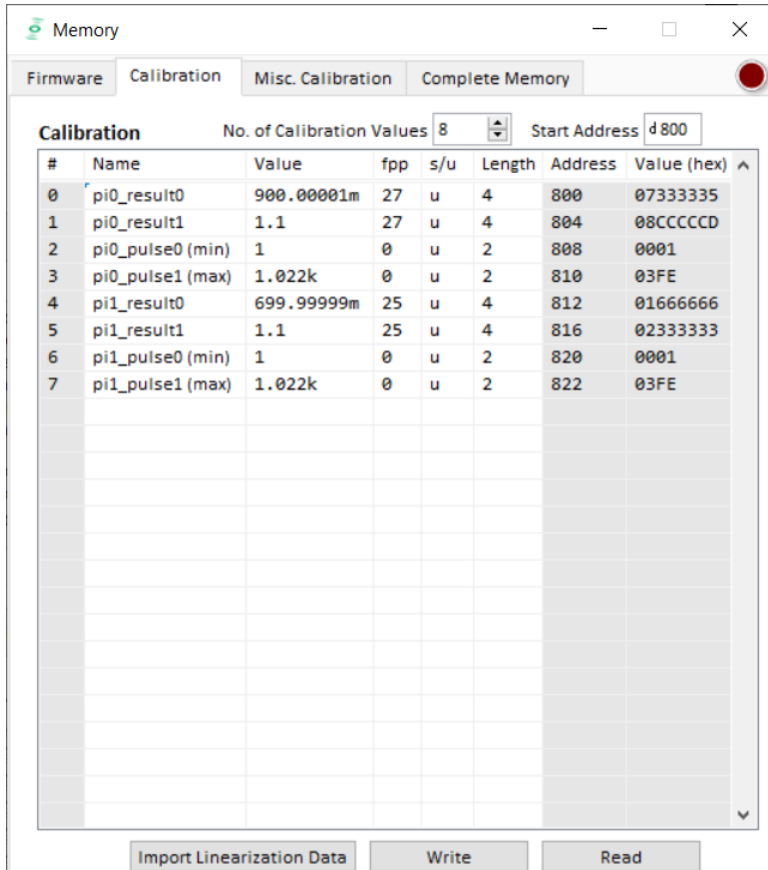 Memory
Firmware Calibration Misc. Calibration Complete Memory
Calibration No. of Calibration Values 8 Start Address d 800
# Name Value fpp s/u Length Address Value (hex)
0 pi0_result0 900.00001m 27 u 4 800 07333335
1 pi0_result1 1.1 27 u 4 804 08CCCCCD
2 pi0_pulse0 (min) 1 0 u 2 808 0001
3 pi0_pulse1 (max) 1.022k 0 u 2 810 03FE
4 pi1_result0 699.99999m 25 u 4 812 01666666
5 pi1_result1 1.1 25 u 4 816 02333333
6 pi1_pulse0 (min) 1 0 u 2 820 0001
7 pi1_pulse1 (max) 1.022k 0 u 2 822 03FE
Import Linearization Data Write Read